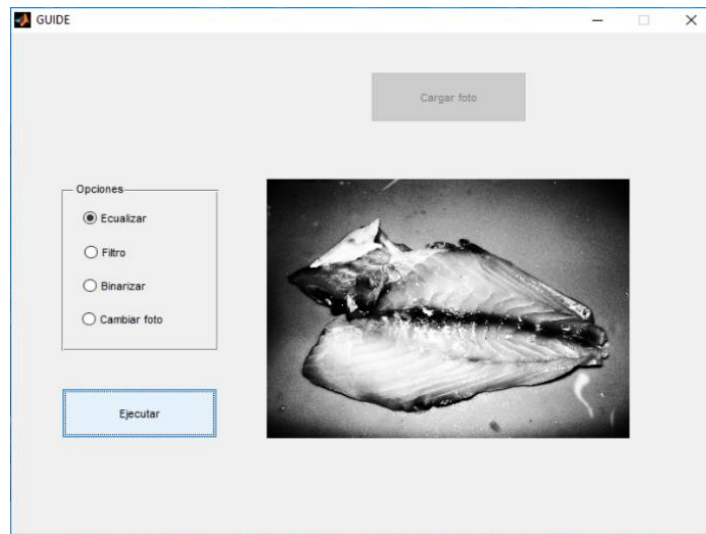 GUIDE
Cargar foto
Opciones
Ecualizar
Filtro
Binarizar
Cambiar foto
Ejecutar